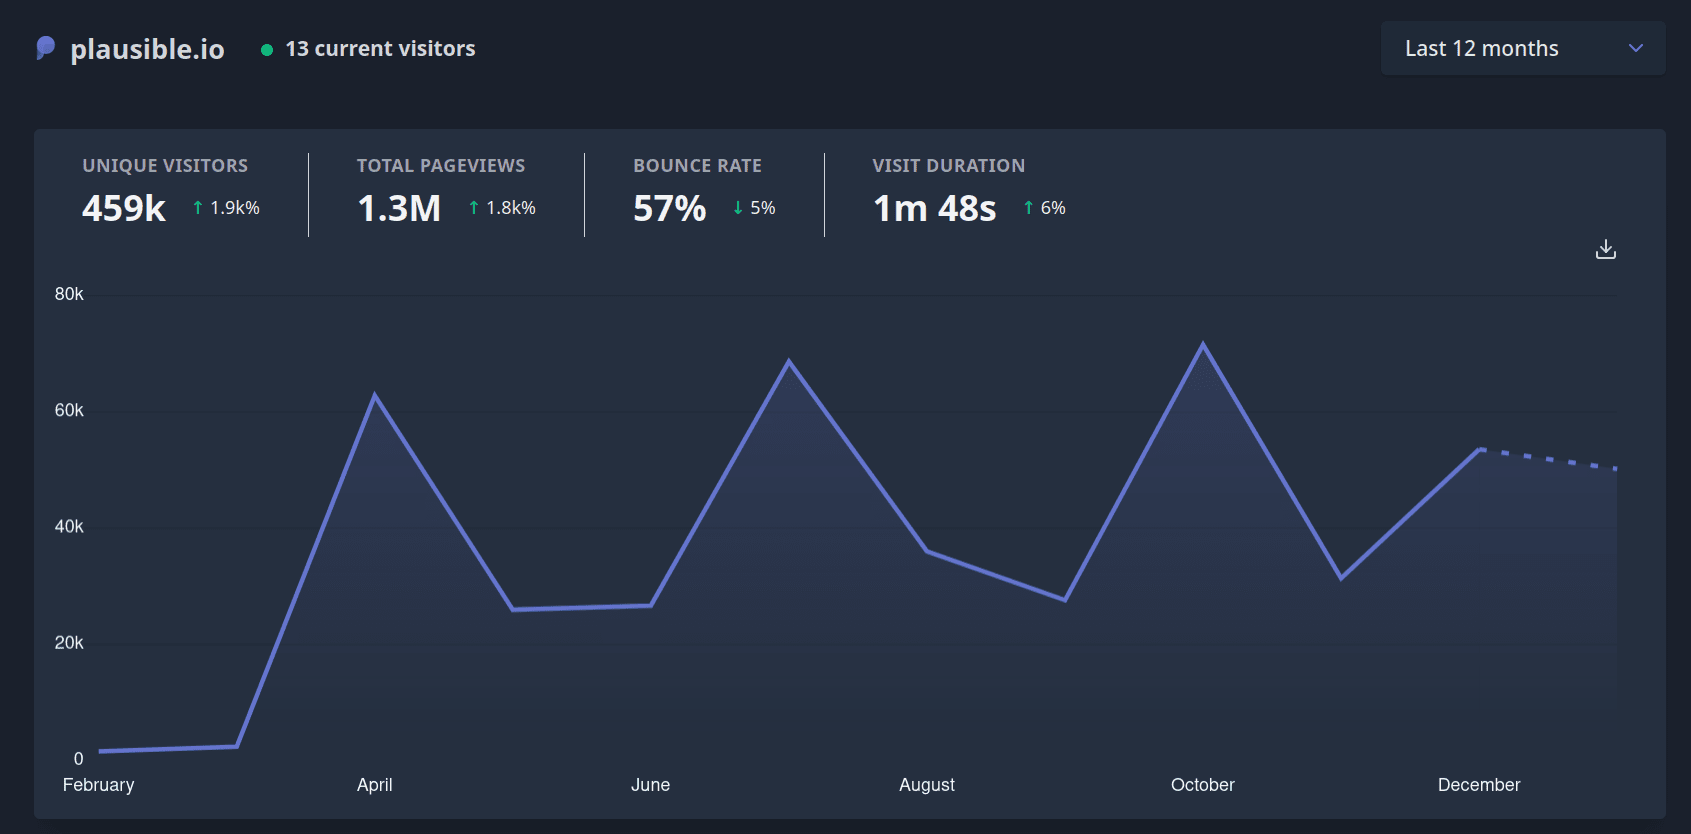 plausible.io
13 current visitors
Last 12 months
UNIQUE VISITORS
459k ↑ 1.9k%
TOTAL PAGEVIEWS
1.3M ↑ 1.8k%
BOUNCE RATE
57% ↓ 5%
VISIT DURATION
1m 48s ↑ 6%
80k
60k
40k
20k
0
February April June August October December